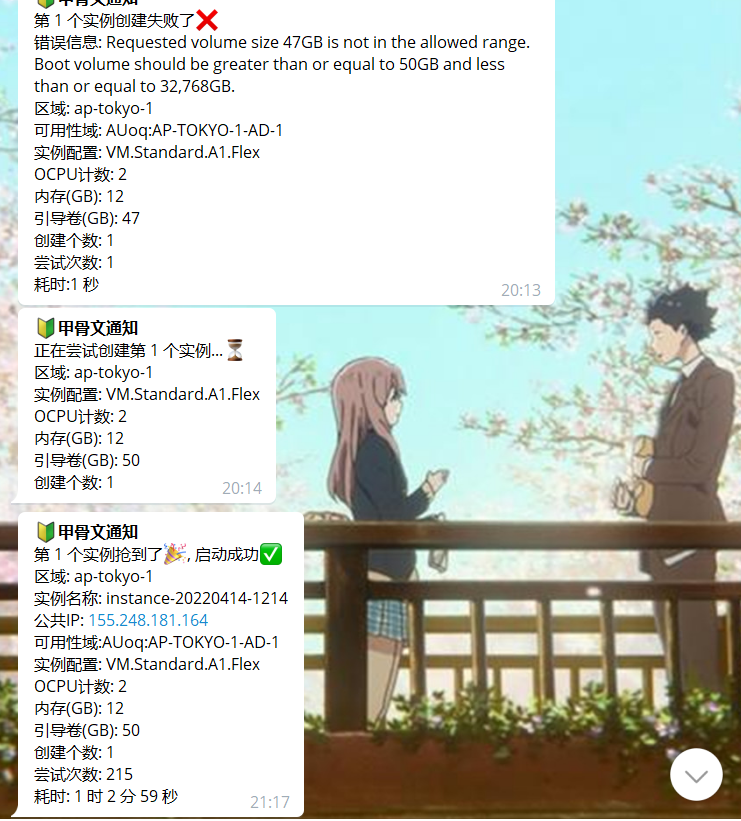 甲骨文通知
第 1 个实例创建失败了❌
错误信息: Requested volume size 47GB is not in the allowed range.
Boot volume should be greater than or equal to 50GB and less
than or equal to 32,768GB.
区域: ap-tokyo-1
可用性域: AUoq:AP-TOKYO-1-AD-1
实例配置: VM.Standard.A1.Flex
OCPU计数: 2
内存(GB): 12
引导卷(GB): 47
创建个数: 1
尝试次数: 1
耗时:1 秒
20:13
🔰甲骨文通知
正在尝试创建第 1 个实例...⏳
区域: ap-tokyo-1
实例配置: VM.Standard.A1.Flex
OCPU计数: 2
内存(GB): 12
引导卷(GB): 50
创建个数: 1
20:14
🔰甲骨文通知
第 1 个实例抢到了🎉, 启动成功✅
区域: ap-tokyo-1
实例名称: instance-20220414-1214
公共IP: 155.248.181.164
可用性域:AUoq:AP-TOKYO-1-AD-1
实例配置: VM.Standard.A1.Flex
OCPU计数: 2
内存(GB): 12
引导卷(GB): 50
创建个数: 1
尝试次数: 215
耗时: 1 时 2 分 59 秒
21:17